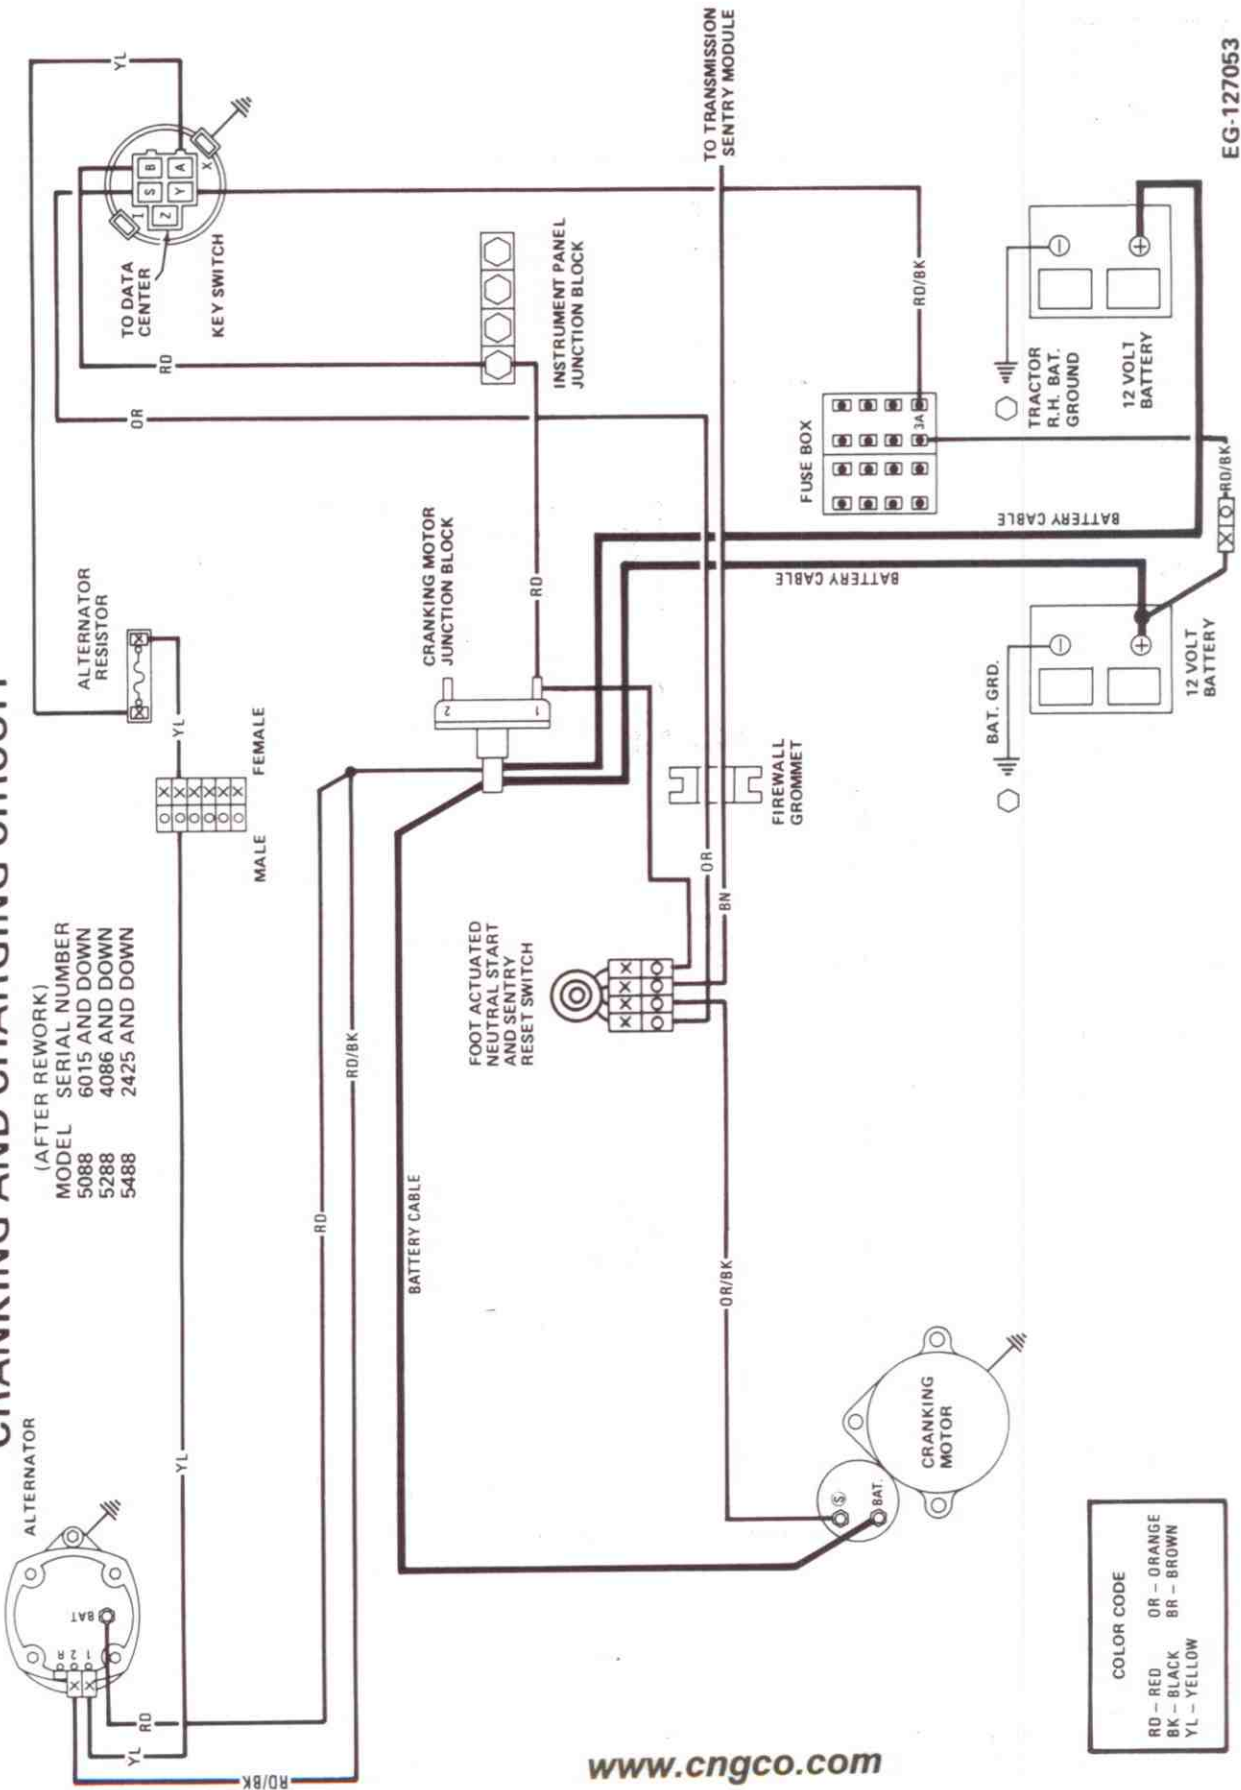 CRANKING AND CHARGING CIRCUIT
(AFTER REWORK)
MODEL SERIAL NUMBER
5088 6015 AND DOWN
5288 4086 AND DOWN
5488 2425 AND DOWN
ALTERNATOR
BAT
R
2
1
YL
RD
RD/BK
YL
RD
RD/BK
MALE
FEMALE
YL
ALTERNATOR
RESISTOR
YL
OR
RD
TO DATA
CENTER
KEY SWITCH
B
A
S
Y
Z
I
X
BATTERY CABLE
CRANKING MOTOR
JUNCTION BLOCK
2
1
RD
INSTRUMENT PANEL
JUNCTION BLOCK
FOOT ACTUATED
NEUTRAL START
AND SENTRY
RESET SWITCH
OR
BN
OR/BK
FIREWALL
GROMMET
BATTERY CABLE
BATTERY CABLE
TO TRANSMISSION
SENTRY MODULE
FUSE BOX
3A
RD/BK
RD/BK
S
BAT.
CRANKING
MOTOR
BAT. GRD.
12 VOLT
BATTERY
TRACTOR
R.H. BAT.
GROUND
12 VOLT
BATTERY
COLOR CODE
RD – RED OR – ORANGE
BK – BLACK BR – BROWN
YL – YELLOW
EG-127053
www.cngco.com